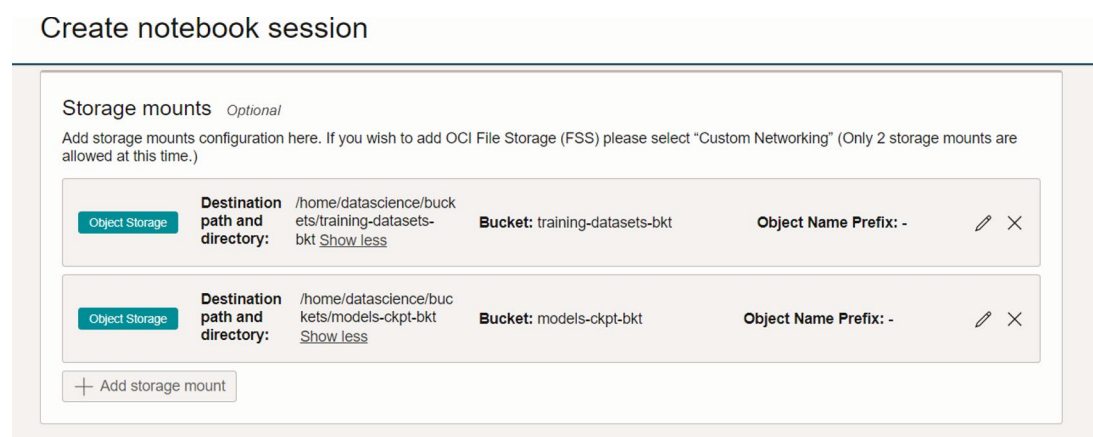 Create notebook session
Storage mounts Optional
Add storage mounts configuration here. If you wish to add OCI File Storage (FSS) please select “Custom Networking” (Only 2 storage mounts are
allowed at this time.)
Object Storage
Destination
path and
directory:
/home/datascience/buck
ets/training-datasets-
bkt Show less
Bucket: training-datasets-bkt
Object Name Prefix: -
Object Storage
Destination
path and
directory:
/home/datascience/buc
kets/models-ckpt-bkt
Show less
Bucket: models-ckpt-bkt
Object Name Prefix: -
Add storage mount